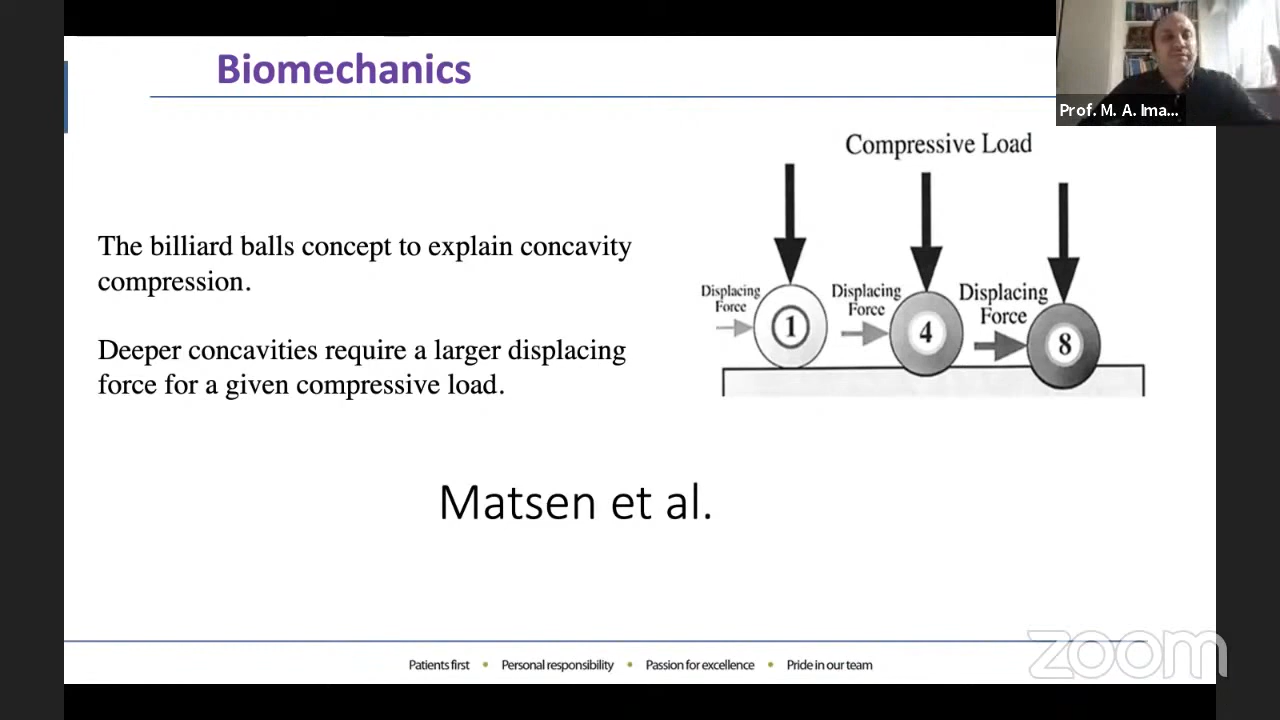 Biomechanics
Prof. M. A. Ima...
Compressive Load
The billiard balls concept to explain concavity
compression.
Deeper concavities require a larger displacing
force for a given compressive load.
Displacing
Force
Displacing
Force
Displacing
Force
1
4
8
Matsen et al.
Patients first • Personal responsibility • Passion for excellence • Pride in our team
zoom